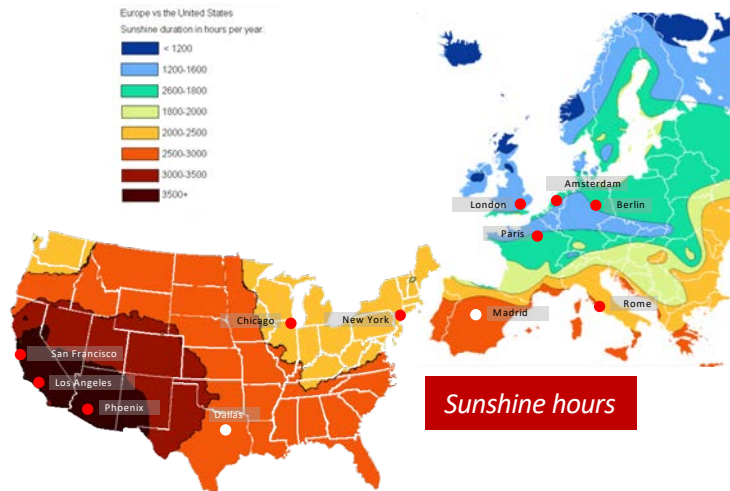 Europe vs the United States
Sunshine duration in hours per year.
< 1200
1200-1600
2600-1800
1800-2000
2000-2500
2500-3000
3000-3500
3500+
Amsterdam
London
Berlin
Paris
Rome
Madrid
Chicago
New York
San Francisco
Los Angeles
Phoenix
Dallas
Sunshine hours